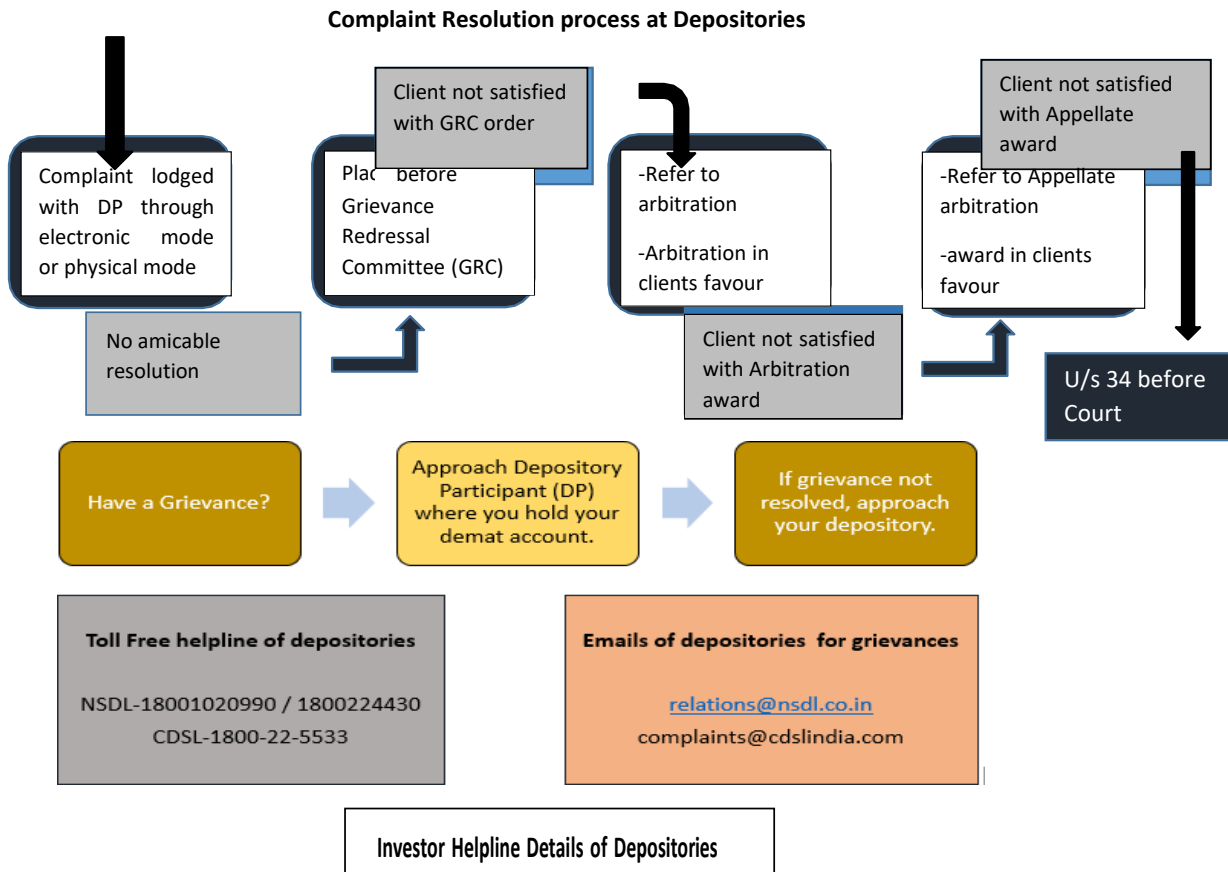 Complaint Resolution process at Depositories
Complaint lodged
with DP through
electronic mode
or physical mode
No amicable
resolution
Client not satisfied
with GRC order
Plac before
Grievance
Redressal
Committee (GRC)
-Refer to
arbitration
-Arbitration in
clients favour
Client not satisfied
with Arbitration
award
Client not satisfied
with Appellate
award
-Refer to Appellate
arbitration
-award in clients
favour
U/s 34 before
Court
Have a Grievance?
Approach Depository
Participant (DP)
where you hold your
demat account.
If grievance not
resolved, approach
your depository.
Toll Free helpline of depositories
NSDL-18001020990 / 1800224430
CDSL-1800-22-5533
Emails of depositories for grievances
relations@nsdl.co.in
complaints@cdslindia.com
Investor Helpline Details of Depositories